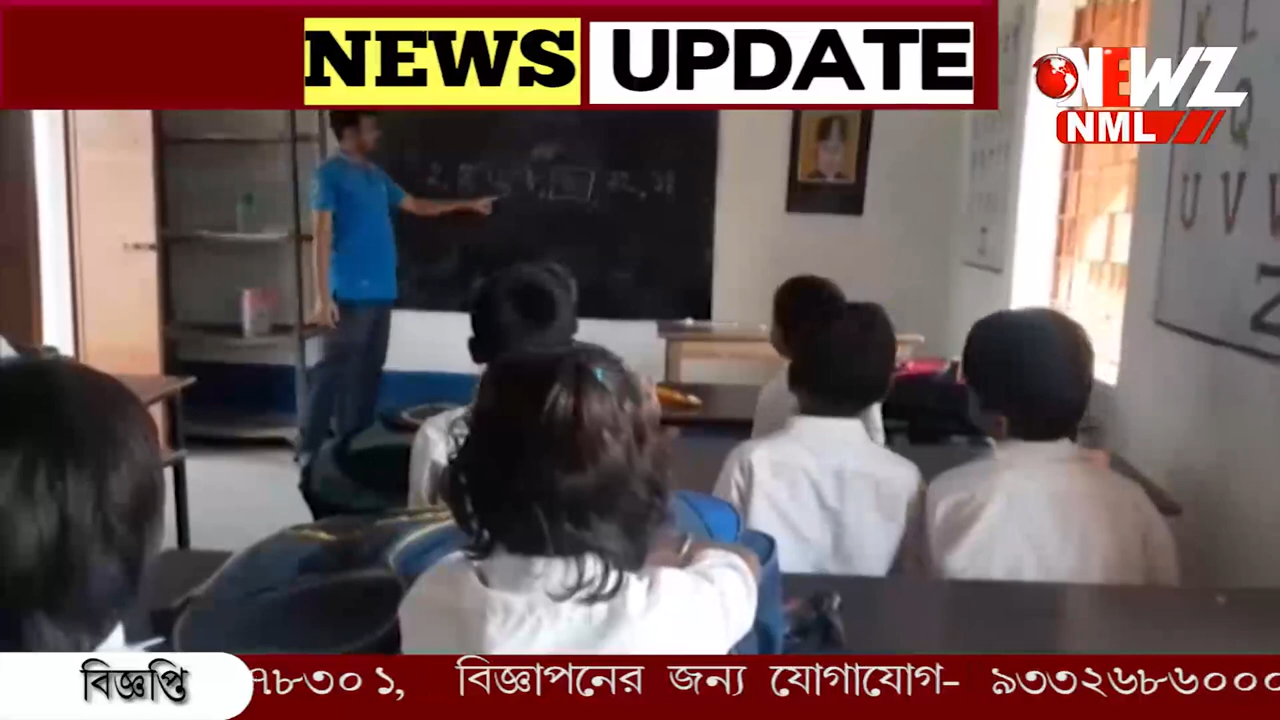 NEWS UPDATE
NEWZ
NML
L
Q
U V
Z
বিজ্ঞপ্তি
৭৮৩০১, বিজ্ঞাপনের জন্য যোগাযোগ- ৯৩৩২৬৮৬০০০